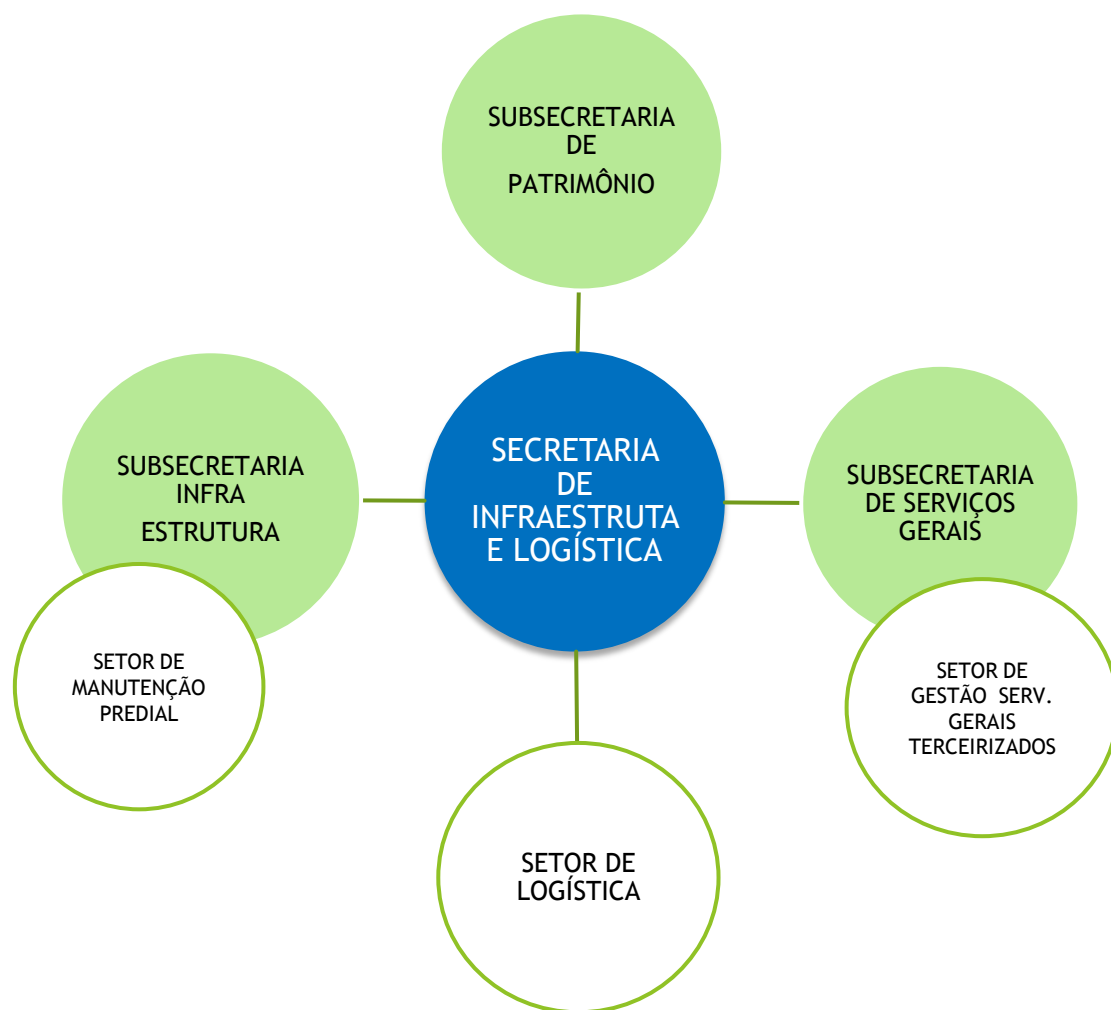 SUBSECRETARIA
DE
PATRIMÔNIO
SUBSECRETARIA
INFRA
ESTRUTURA
SECRETARIA
DE
INFRAESTRUTA
E LOGÍSTICA
SUBSECRETARIA
DE SERVIÇOS
GERAIS
SETOR DE
MANUTENÇÃO
PREDIAL
SETOR DE
GESTÃO SERV.
GERAIS
TERCEIRIZADOS
SETOR DE
LOGÍSTICA